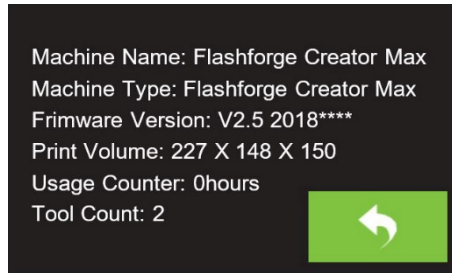 Machine Name: Flashforge Creator Max
Machine Type: Flashforge Creator Max
Frimware Version: V2.5 2018****
Print Volume: 227 X 148 X 150
Usage Counter: 0hours
Tool Count: 2